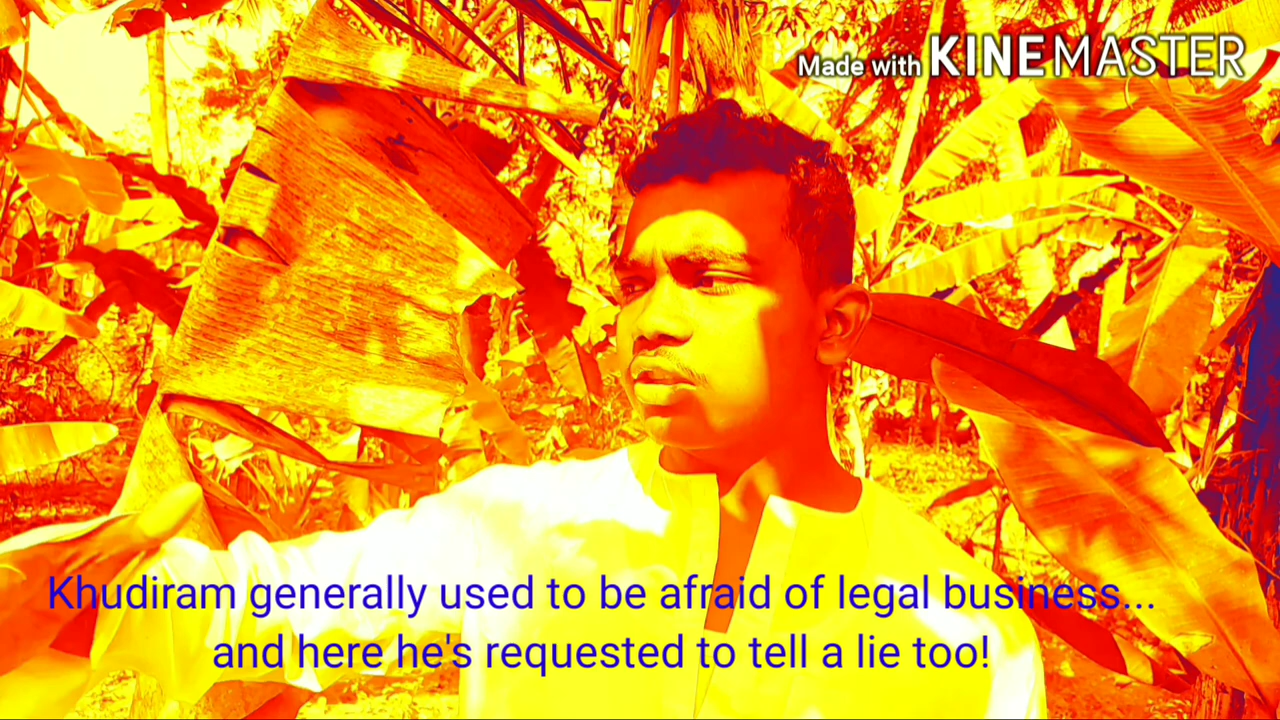 Made with KINEMASTER
Khudiram generally used to be afraid of legal business...
and here he's requested to tell a lie too!